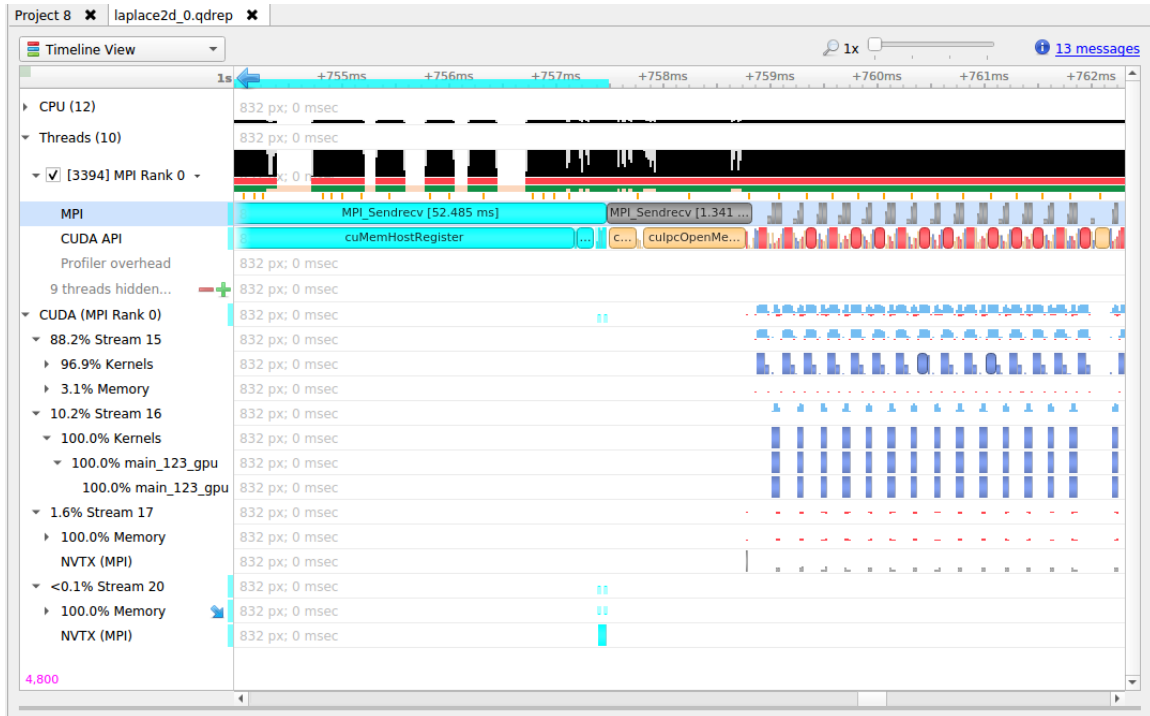 Project 8 ✖ laplace2d_0.qdrep ✖
Timeline View 1x 13 messages
1s +755ms +756ms +757ms +758ms +759ms +760ms +761ms +762ms
CPU (12) 832 px; 0 msec
Threads (10) 832 px; 0 msec
[3394] MPI Rank 0
MPI MPI_Sendrecv [52.485 ms] MPI_Sendrecv [1.341 ...
CUDA API cuMemHostRegister ... c... cuIpcOpenMe...
Profiler overhead 832 px; 0 msec
9 threads hidden... 832 px; 0 msec
CUDA (MPI Rank 0) 832 px; 0 msec
88.2% Stream 15 832 px; 0 msec
96.9% Kernels 832 px; 0 msec
3.1% Memory 832 px; 0 msec
10.2% Stream 16 832 px; 0 msec
100.0% Kernels 832 px; 0 msec
100.0% main_123_gpu 832 px; 0 msec
100.0% main_123_gpu 832 px; 0 msec
1.6% Stream 17 832 px; 0 msec
100.0% Memory 832 px; 0 msec
NVTX (MPI) 832 px; 0 msec
<0.1% Stream 20 832 px; 0 msec
100.0% Memory 832 px; 0 msec
NVTX (MPI) 832 px; 0 msec
4,800